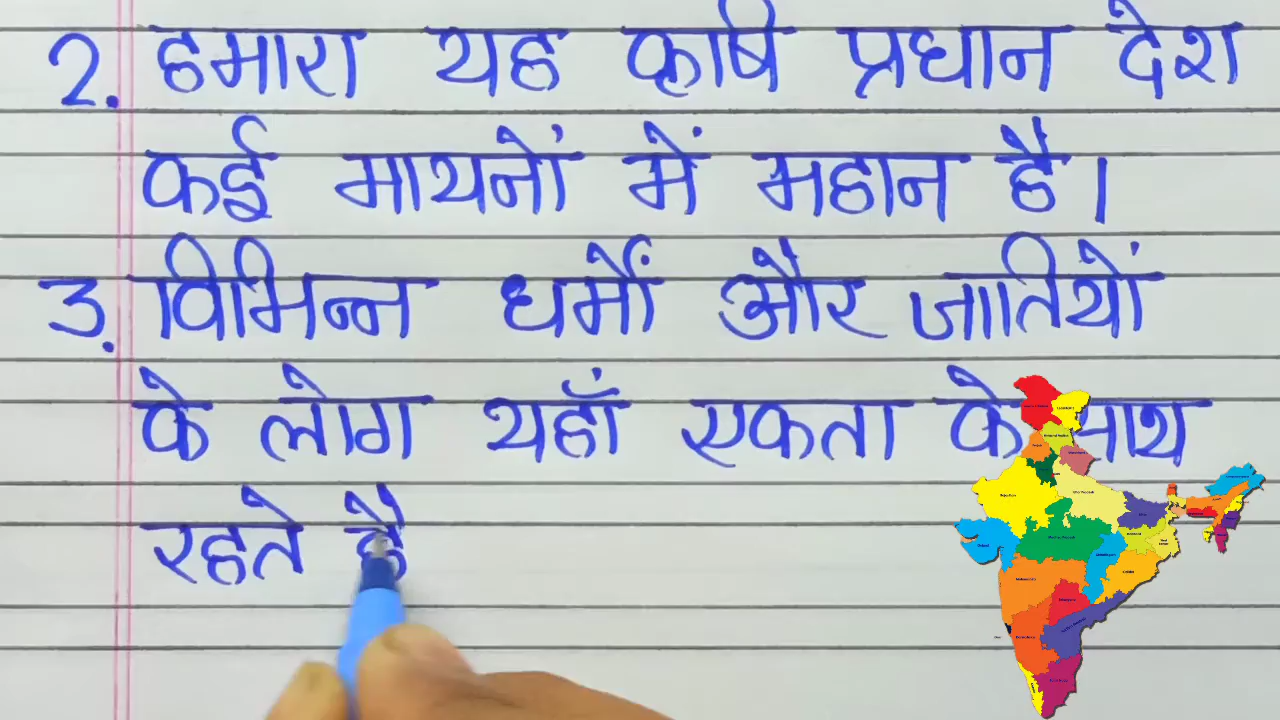 2. हमारा यह कृषि प्रधान देश
कई मायनों में महान है।
3. विभिन्न धर्मों और जातियों
के लोग यहाँ एकता के साथ
रहते है